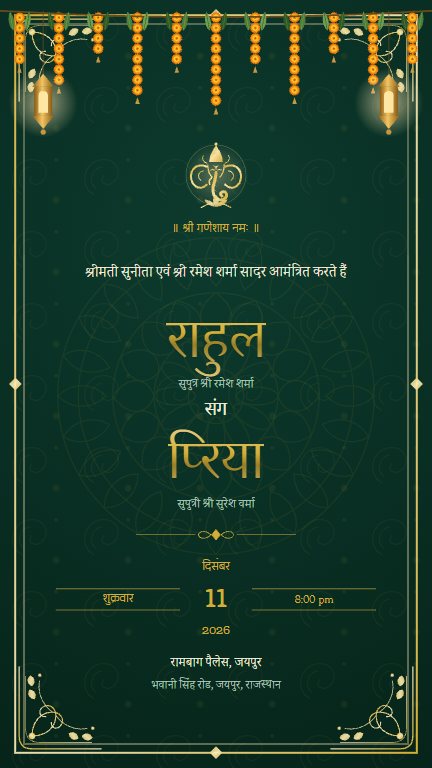 ॥ श्री गणेशाय नमः ॥
श्रीमती सुनीता एवं श्री रमेश शर्मा सादर आमंत्रित करते हैं
राहुल
सुपुत्र श्री रमेश शर्मा
संग
प्रिया
सुपुत्री श्री सुरेश वर्मा
दिसंबर
शुक्रवार 11 8:00 pm
2026
रामबाग पैलेस, जयपुर
भवानी सिंह रोड, जयपुर, राजस्थान